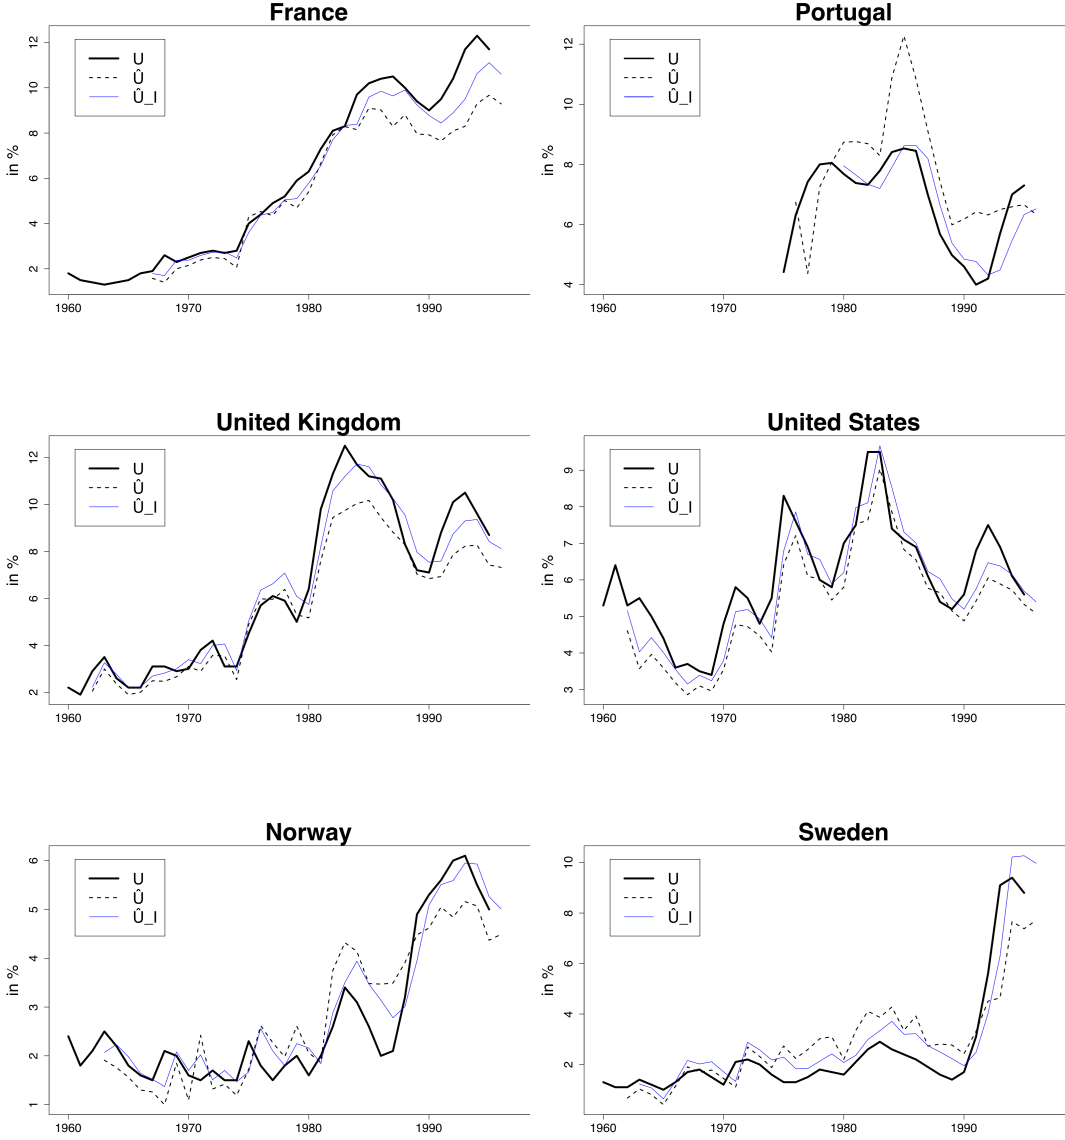 France
Portugal
in %
2
4
6
8
10
12
U
Û
Û_I
1960
1970
1980
1990
in %
4
6
8
10
12
U
Û
Û_I
1960
1970
1980
1990
United Kingdom
United States
in %
2
4
6
8
10
12
U
Û
Û_I
1960
1970
1980
1990
in %
3
4
5
6
7
8
9
U
Û
Û_I
1960
1970
1980
1990
Norway
Sweden
in %
1
2
3
4
5
6
U
Û
Û_I
1960
1970
1980
1990
in %
2
4
6
8
10
U
Û
Û_I
1960
1970
1980
1990